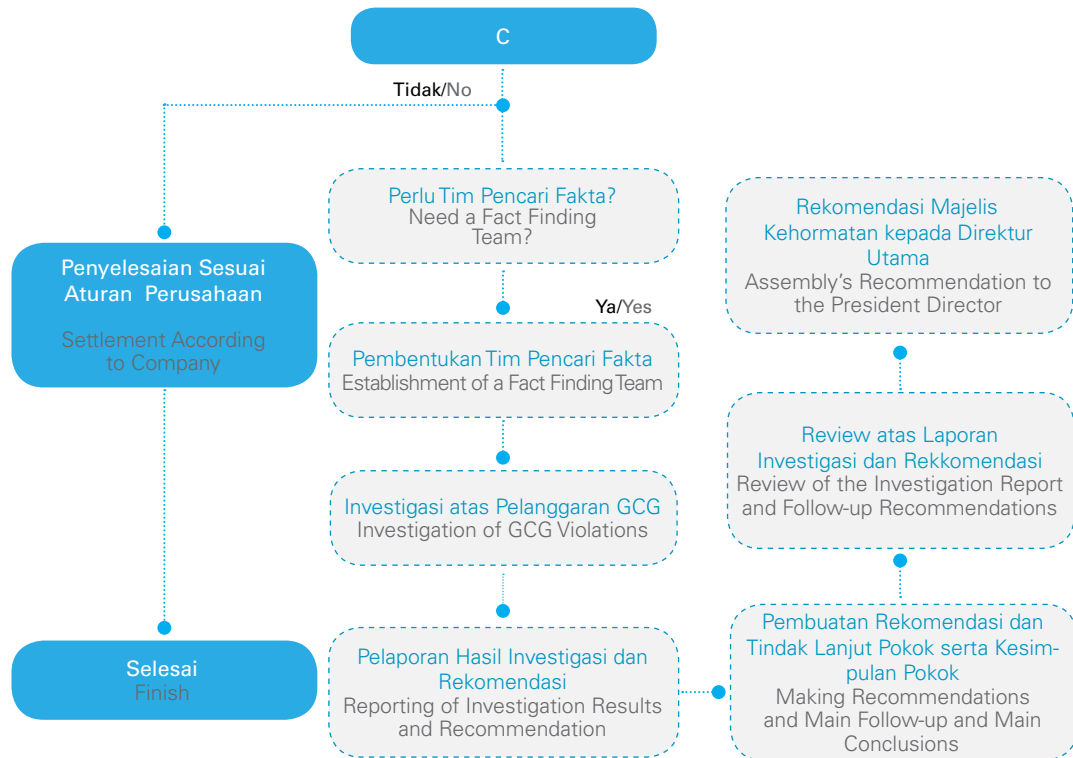 C
Tidak/No
Perlu Tim Pencari Fakta?
Need a Fact Finding
Team?
Ya/Yes
Penyelesaian Sesuai
Aturan Perusahaan
Settlement According
to Company
Selesai
Finish
Pembentukan Tim Pencari Fakta
Establishment of a Fact Finding Team
Investigasi atas Pelanggaran GCG
Investigation of GCG Violations
Pelaporan Hasil Investigasi dan
Rekomendasi
Reporting of Investigation Results
and Recommendation
Pembuatan Rekomendasi dan
Tindak Lanjut Pokok serta Kesim-
pulan Pokok
Making Recommendations
and Main Follow-up and Main
Conclusions
Review atas Laporan
Investigasi dan Rekkomendasi
Review of the Investigation Report
and Follow-up Recommendations
Rekomendasi Majelis
Kehormatan kepada Direktur
Utama
Assembly's Recommendation to
the President Director